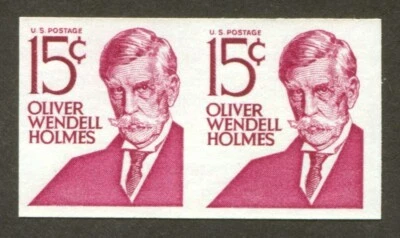 U.S. POSTAGE
15¢
OLIVER
WENDELL
HOLMES
U.S. POSTAGE
15¢
OLIVER
WENDELL
HOLMES